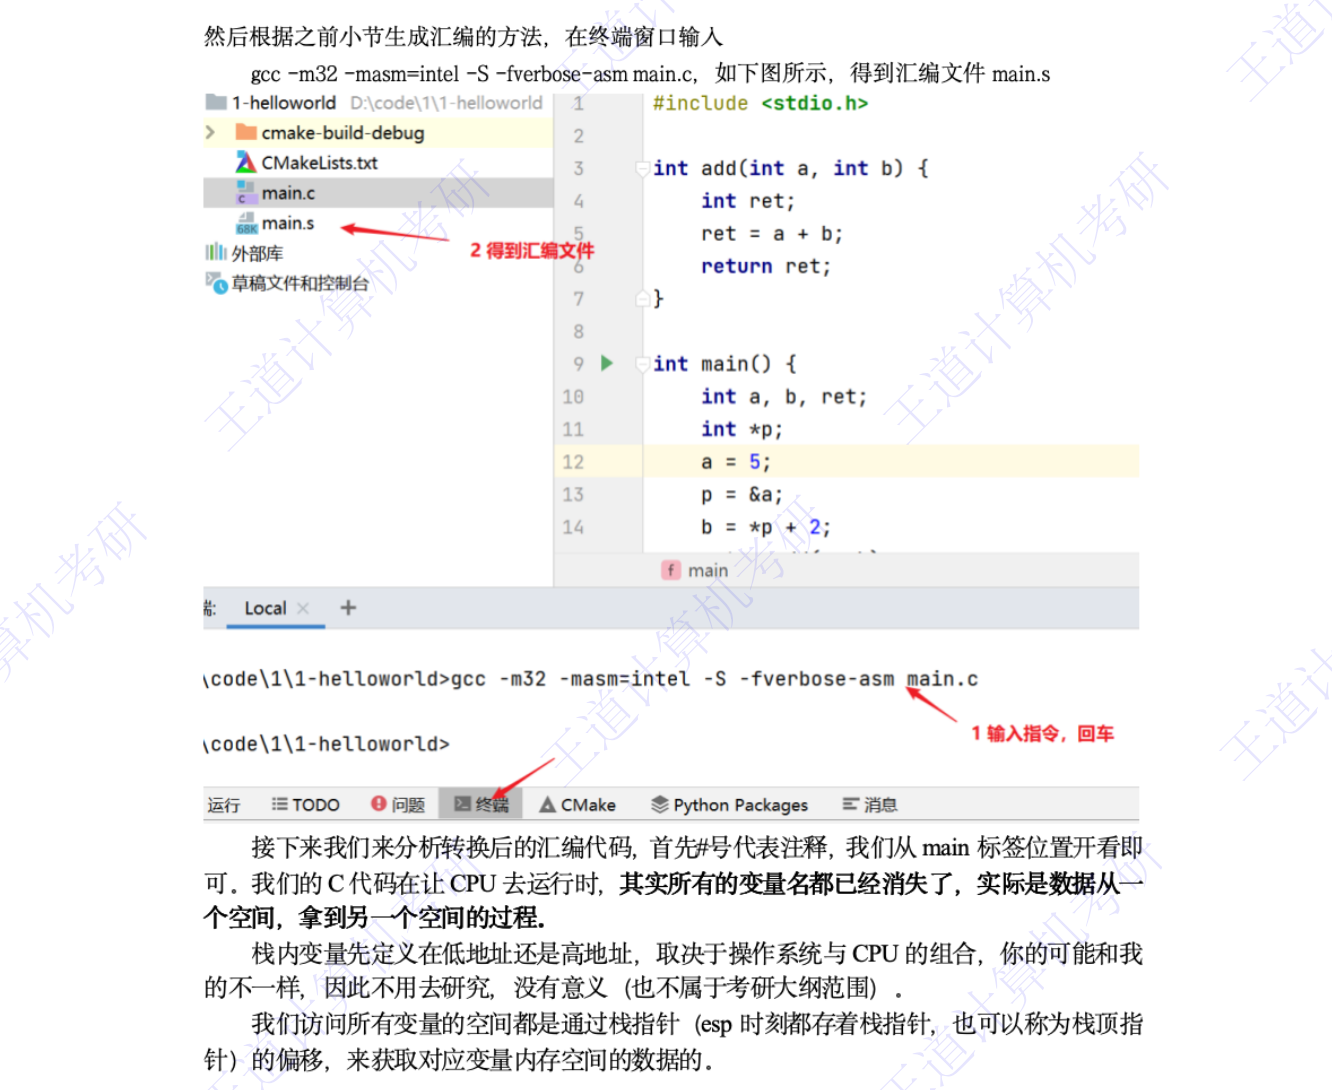 然后根据之前小节生成汇编的方法，在终端窗口输入
gcc -m32 -masm=intel -S -fverbose-asm main.c，如下图所示，得到汇编文件 main.s
1-helloworld D:\code\1\1-helloworld
cmake-build-debug
CMakeLists.txt
main.c
main.s
外部库
草稿文件和控制台
2 得到汇编文件
1 #include <stdio.h>
2
3 int add(int a, int b) {
4 int ret;
5 ret = a + b;
6 return ret;
7 }
8
9 int main() {
10 int a, b, ret;
11 int *p;
12 a = 5;
13 p = &a;
14 b = *p + 2;
f main
端: Local × +
\code\1\1-helloworld>gcc -m32 -masm=intel -S -fverbose-asm main.c
1 输入指令，回车
\code\1\1-helloworld>
运行 TODO 问题 终端 CMake Python Packages 消息
接下来我们来分析转换后的汇编代码，首先#号代表注释，我们从 main 标签位置开看即
可。我们的 C 代码在让 CPU 去运行时，其实所有的变量名都已经消失了，实际是数据从一
个空间，拿到另一个空间的过程。
栈内变量先定义在低地址还是高地址，取决于操作系统与 CPU 的组合，你的可能和我
的不一样，因此不用去研究，没有意义（也不属于考研大纲范围）。
我们访问所有变量的空间都是通过栈指针（esp 时刻都存着栈指针，也可以称为栈顶指
针）的偏移，来获取对应变量内存空间的数据的。
王道计算机考研